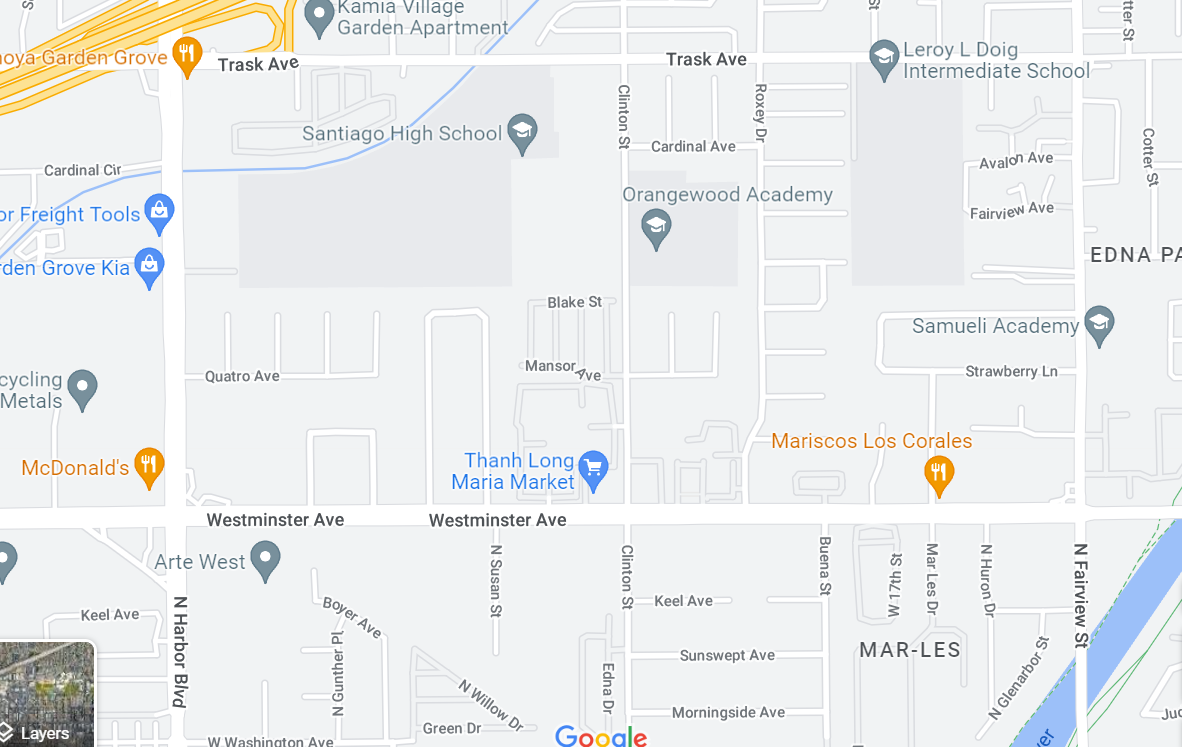 Kamia Village
Garden Apartment
Garden Grove
Trask Ave
Trask Ave
Leroy L Doig
Intermediate School
Clinton St
Roxey Dr
Cotter St
Santiago High School
Cardinal Ave
Cardinal Cir
Avalon Ave
Orangewood Academy
Freight Tools
Fairview Ave
Grove Kia
EDNA
Blake St
Samueli Academy
Mansor Ave
Quatro Ave
Strawberry Ln
Metals
McDonald's
Mariscos Los Corales
Thanh Long
Maria Market
Westminster Ave
Westminster Ave
Arte West
N Susan St
Clinton St
Buena St
W 17th St
Mar Les Dr
N Huron Dr
N Fairview St
Keel Ave
N Harbor Blvd
Boyer Ave
Keel Ave
N Gunther Pl
MAR-LES
Sunswept Ave
N Glenarbor St
Edna Dr
N Willow Dr
Morningside Ave
Green Dr
W Washington Ave
Layers
Google